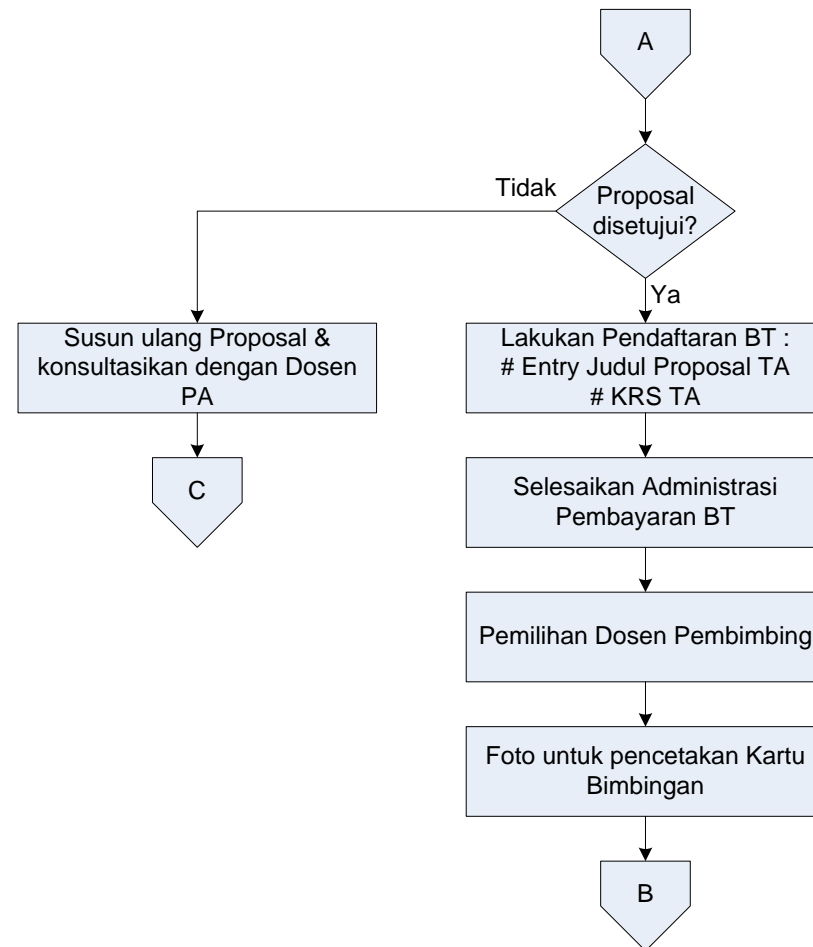 A
Proposal
disetujui?
Tidak
Ya
Susun ulang Proposal &
konsultasikan dengan Dosen
PA
C
Lakukan Pendaftaran BT :
# Entry Judul Proposal TA
# KRS TA
Selesaikan Administrasi
Pembayaran BT
Pemilihan Dosen Pembimbing
Foto untuk pencetakan Kartu
Bimbingan
B